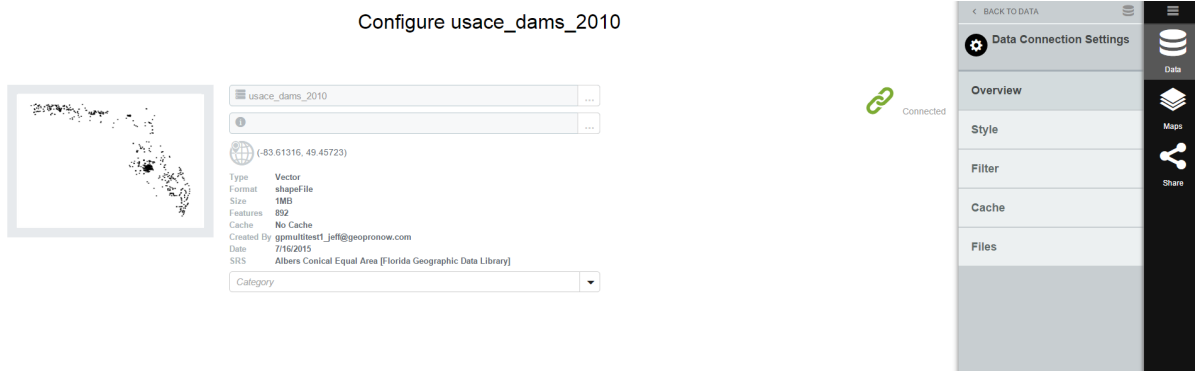 Configure usace_dams_2010
usace_dams_2010
...
...
(-83.61316, 49.45723)
Type Vector
Format shapeFile
Size 1MB
Features 892
Cache No Cache
Created By gpmultitest1_jeff@geopronow.com
Date 7/16/2015
SRS Albers Conical Equal Area [Florida Geographic Data Library]
Category
Connected
< BACK TO DATA
Data Connection Settings
Overview
Style
Filter
Cache
Files
Data
Maps
Share